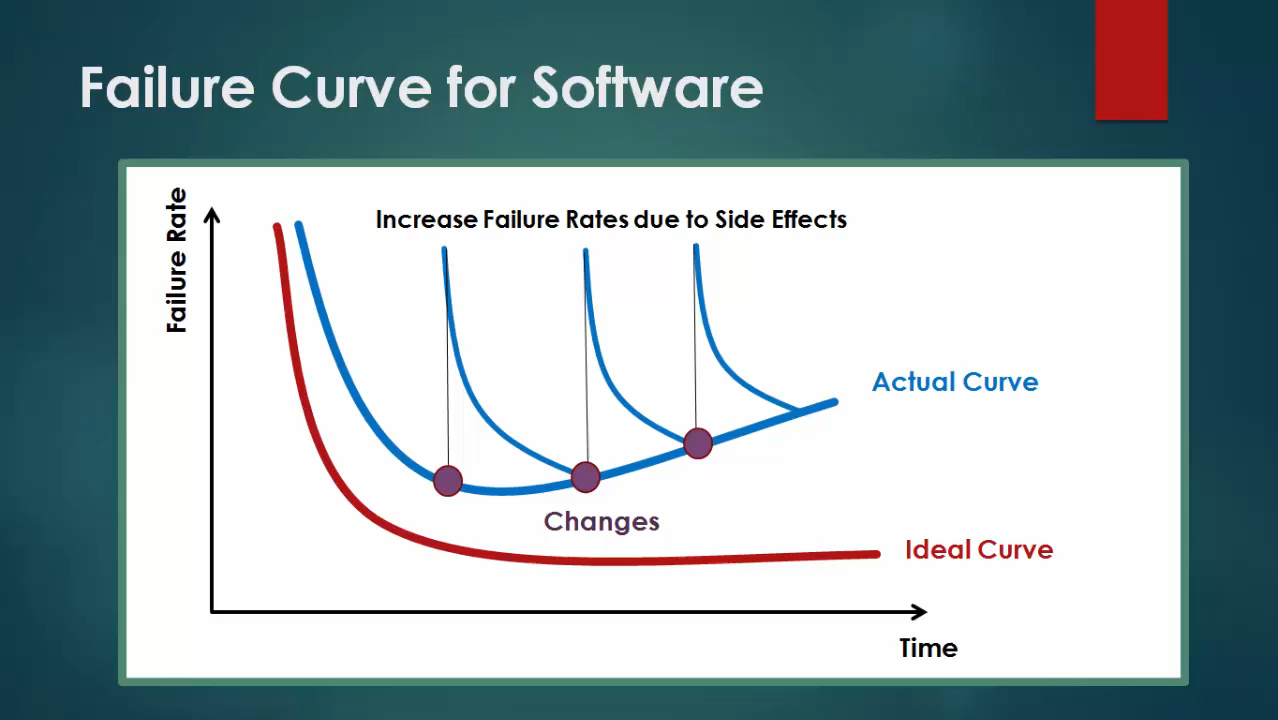 Failure Curve for Software
Failure Rate
Increase Failure Rates due to Side Effects
Actual Curve
Changes
Ideal Curve
Time